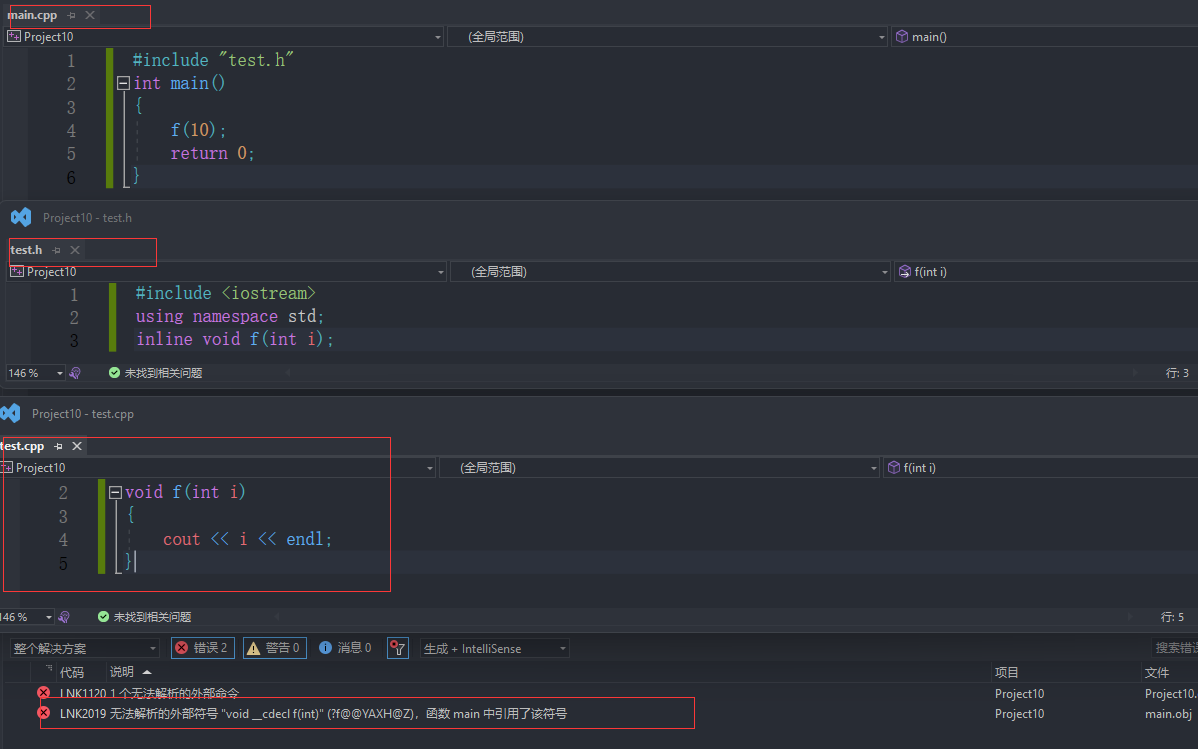 main.cpp
Project10 (全局范围) main()
1 #include "test.h"
2 int main()
3 {
4 f(10);
5 return 0;
6 }
Project10 - test.h
test.h
Project10 (全局范围) f(int i)
1 #include <iostream>
2 using namespace std;
3 inline void f(int i);
146 % 未找到相关问题 行: 3
Project10 - test.cpp
test.cpp
Project10 (全局范围) f(int i)
2 void f(int i)
3 {
4 cout << i << endl;
5 }
146 % 未找到相关问题 行: 5
整个解决方案 错误 2 警告 0 消息 0 生成 + IntelliSense 搜索错
代码 说明 项目 文件
LNK1120 1 个无法解析的外部命令 Project10 Project10.
LNK2019 无法解析的外部符号 "void __cdecl f(int)" (?f@@YAXH@Z)，函数 main 中引用了该符号 Project10 main.obj